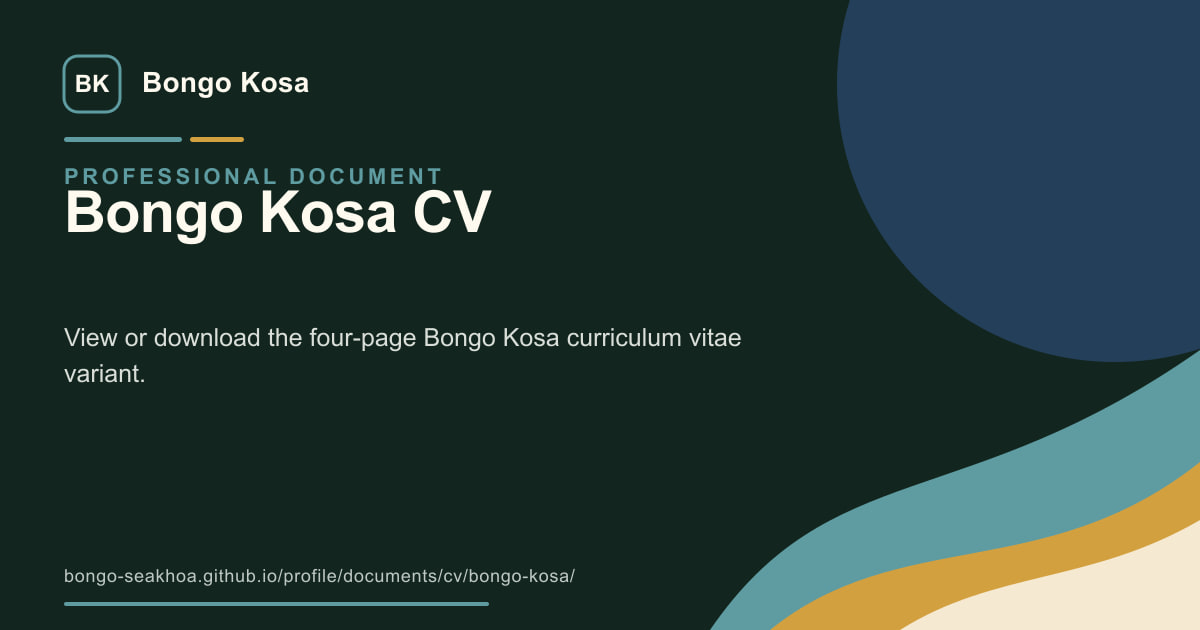 BK
Bongo Kosa
PROFESSIONAL DOCUMENT
Bongo Kosa CV
View or download the four-page Bongo Kosa curriculum vitae
variant.
bongo-seakhoa.github.io/profile/documents/cv/bongo-kosa/